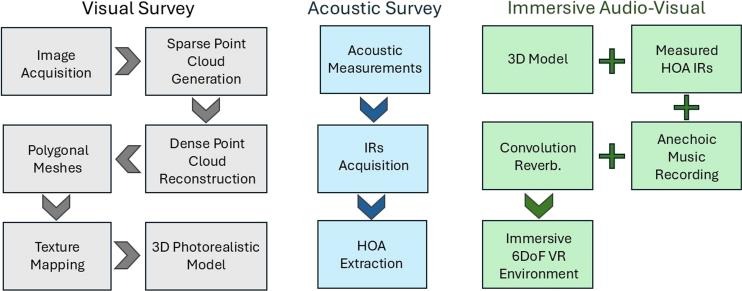 Visual Survey
Image
Acquisition
Sparse Point
Cloud
Generation
Polygonal
Meshes
Dense Point
Cloud
Reconstruction
Texture
Mapping
3D Photorealistic
Model
Acoustic Survey
Acoustic
Measurements
IRs
Acquisition
HOA
Extraction
Immersive Audio-Visual
3D Model
Measured
HOA IRs
Convolution
Reverb.
Anechoic
Music
Recording
Immersive
6DoF VR
Environment